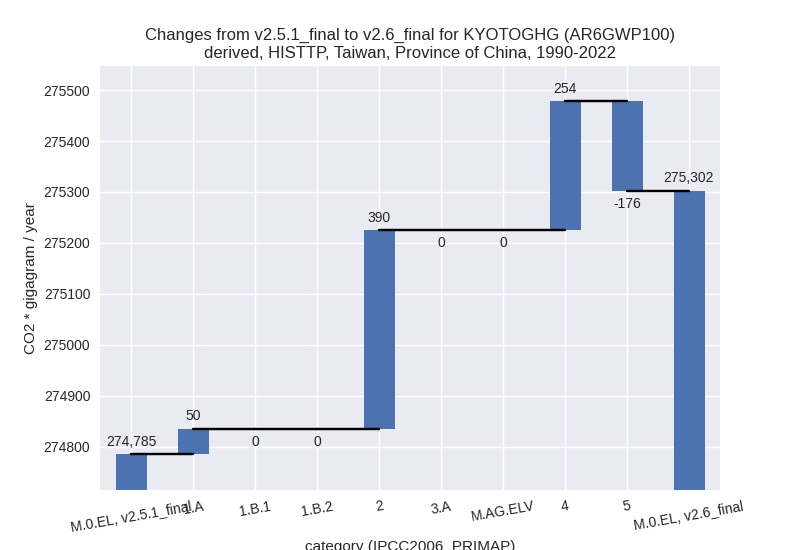 Changes from v2.5.1_final to v2.6_final for KYOTOGHG (AR6GWP100)
derived, HISTTP, Taiwan, Province of China, 1990-2022
275500
275400
275300
275200
275100
275000
274900
274800
CO2 * gigagram / year
274,785
50
0
0
390
0
0
254
-176
275,302
M.0.EL, v2.5.1_final
1.A
1.B.1
1.B.2
2
3.A
M.AG.ELV
4
5
M.0.EL, v2.6_final
category (IPCC2006_PRIMAP)